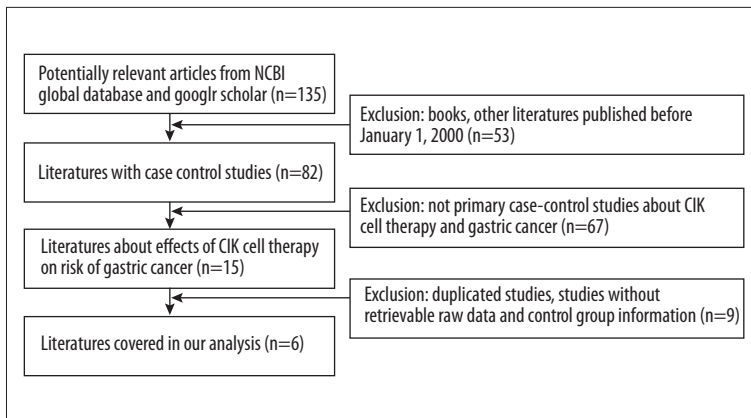 Potentially relevant articles from NCBI
global database and googlr scholar (n=135)
Exclusion: books, other literatures published before
January 1, 2000 (n=53)
Literatures with case control studies (n=82)
Exclusion: not primary case-control studies about CIK
cell therapy and gastric cancer (n=67)
Literatures about effects of CIK cell therapy
on risk of gastric cancer (n=15)
Exclusion: duplicated studies, studies without
retrievable raw data and control group information (n=9)
Literatures covered in our analysis (n=6)